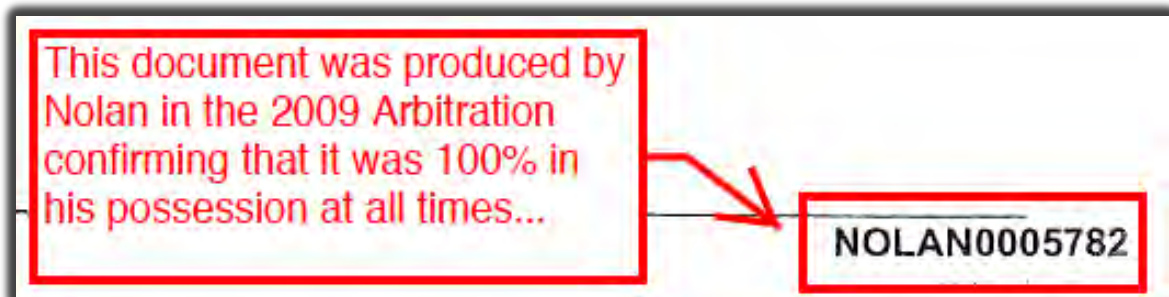 This document was produced by
Nolan in the 2009 Arbitration
confirming that it was 100% in
his possession at all times...
NOLAN0005782